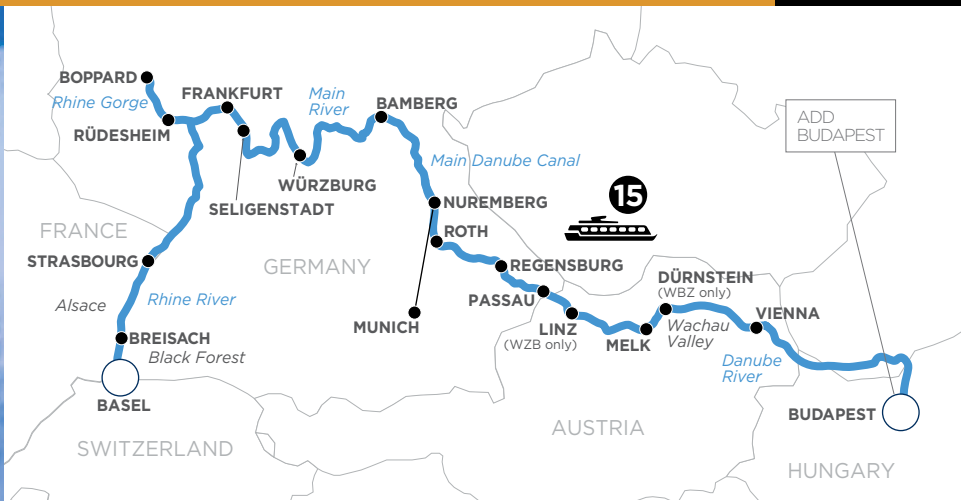 BOPPARD
Rhine Gorge
RÜDESHEIM
FRANKFURT
Main
River
BAMBERG
ADD
BUDAPEST
WÜRZBURG
SELIGENSTADT
Main Danube Canal
NUREMBERG
ROTH
15
FRANCE
STRASBOURG
GERMANY
REGENSBURG
Alsace
Rhine River
PASSAU
DÜRNSTEIN
(WBZ only)
MUNICH
LINZ
(WZB only)
MELK
Wachau
Valley
VIENNA
BREISACH
Black Forest
Danube
River
BASEL
BUDAPEST
SWITZERLAND
AUSTRIA
HUNGARY